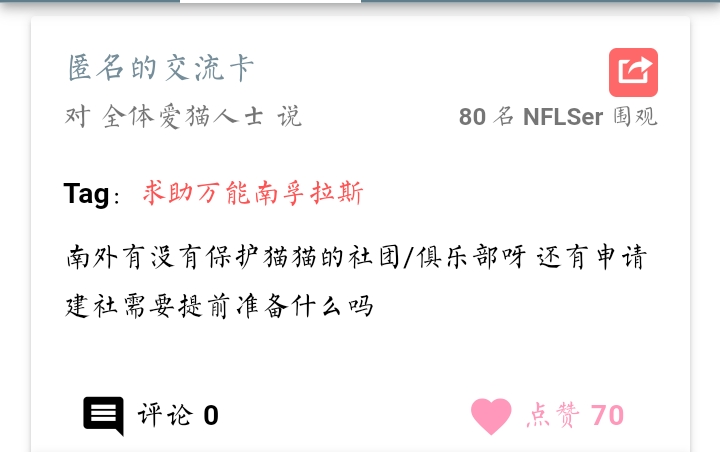 匿名的交流卡
对 全体爱猫人士 说
80 名 NFLSer 围观
Tag：求助万能南孚拉斯
南外有没有保护猫猫的社团/俱乐部呀 还有申请
建社需要提前准备什么吗
评论 0
点赞 70